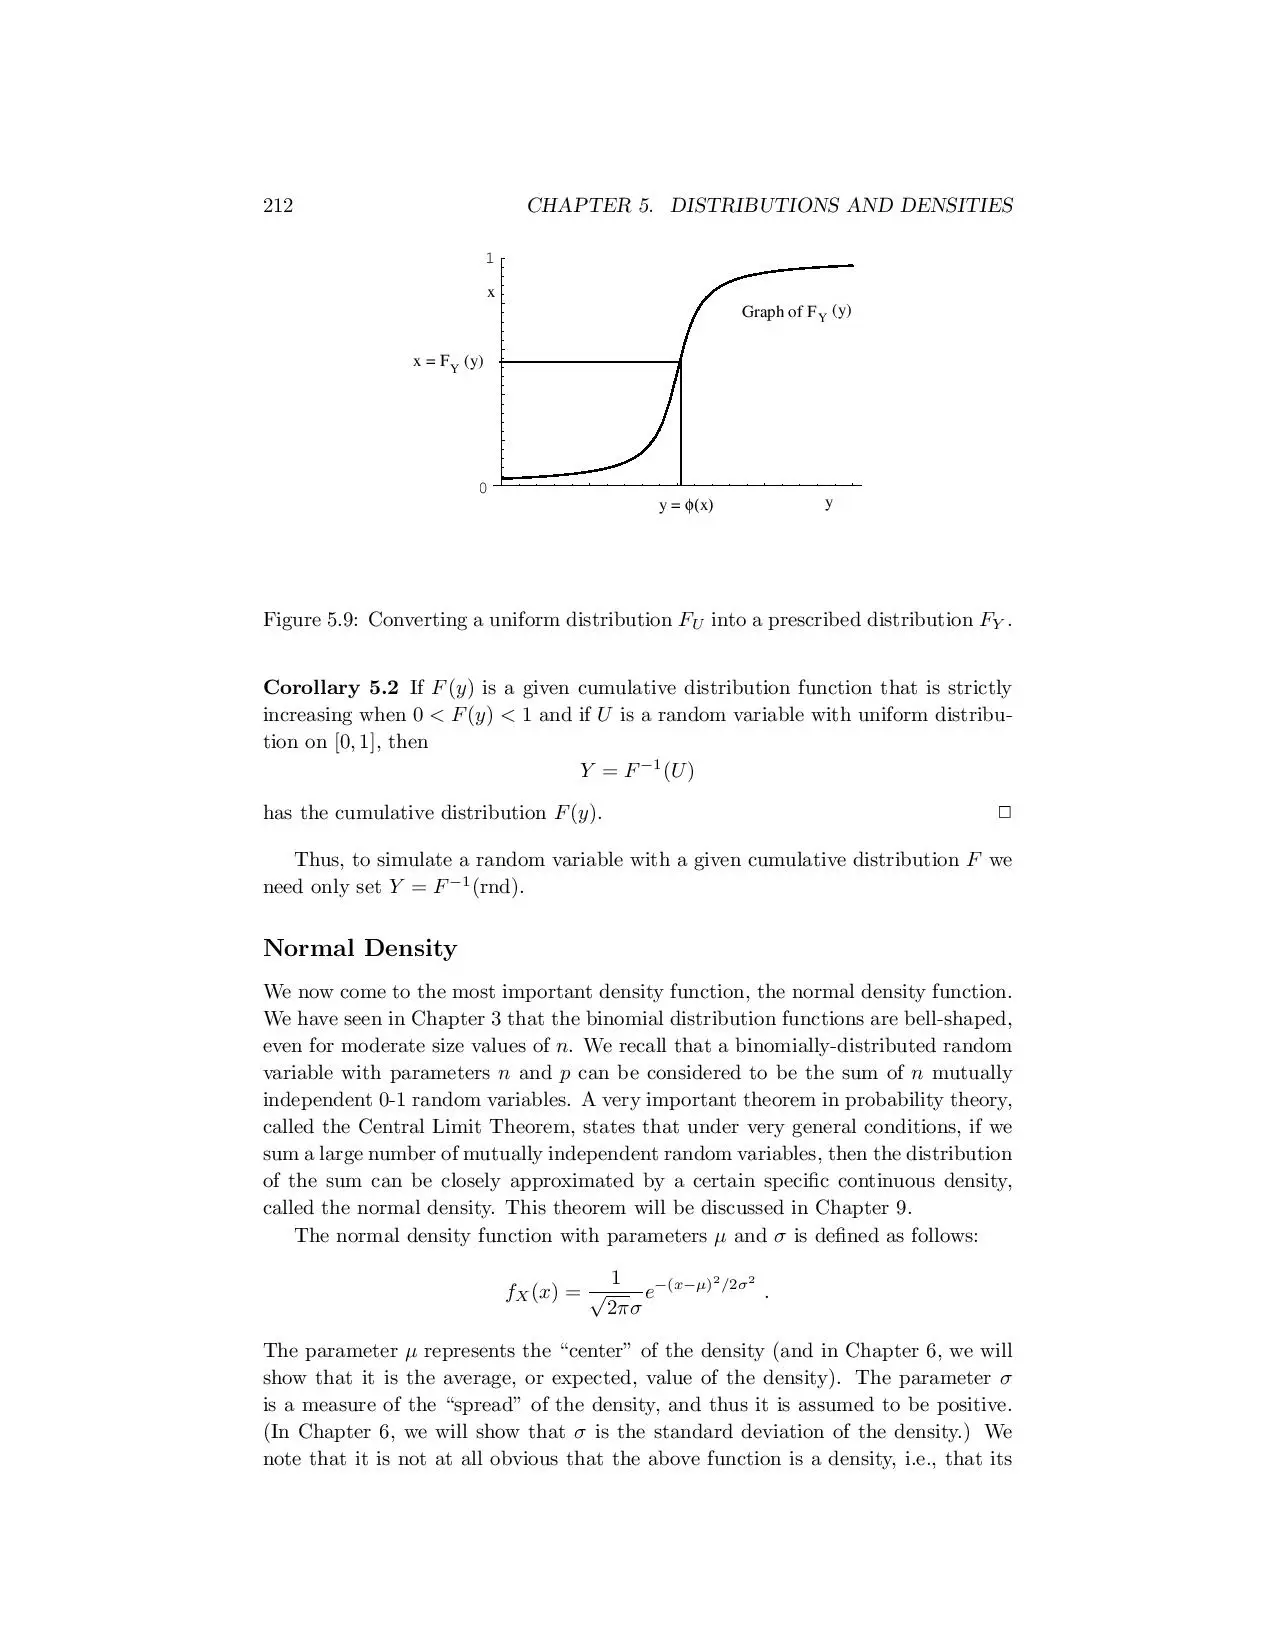 212 CHAPTER 5. DISTRIBUTIONS AND DENSITIES
1
x
Graph of F_Y (y)
x = F_Y (y)
0
y = ϕ(x) y
Figure 5.9: Converting a uniform distribution F_U into a prescribed distribution F_Y.
Corollary 5.2 If F(y) is a given cumulative distribution function that is strictly
increasing when 0 < F(y) < 1 and if U is a random variable with uniform distribu-
tion on [0, 1], then
Y = F^{−1}(U)
has the cumulative distribution F(y). □
Thus, to simulate a random variable with a given cumulative distribution F we
need only set Y = F^{−1}(rnd).
Normal Density
We now come to the most important density function, the normal density function.
We have seen in Chapter 3 that the binomial distribution functions are bell-shaped,
even for moderate size values of n. We recall that a binomially-distributed random
variable with parameters n and p can be considered to be the sum of n mutually
independent 0-1 random variables. A very important theorem in probability theory,
called the Central Limit Theorem, states that under very general conditions, if we
sum a large number of mutually independent random variables, then the distribution
of the sum can be closely approximated by a certain specific continuous density,
called the normal density. This theorem will be discussed in Chapter 9.
The normal density function with parameters μ and σ is defined as follows:
f_X(x) = \frac{1}{\sqrt{2π}σ} e^{−(x−μ)^2/2σ^2} .
The parameter μ represents the “center” of the density (and in Chapter 6, we will
show that it is the average, or expected, value of the density). The parameter σ
is a measure of the “spread” of the density, and thus it is assumed to be positive.
(In Chapter 6, we will show that σ is the standard deviation of the density.) We
note that it is not at all obvious that the above function is a density, i.e., that its